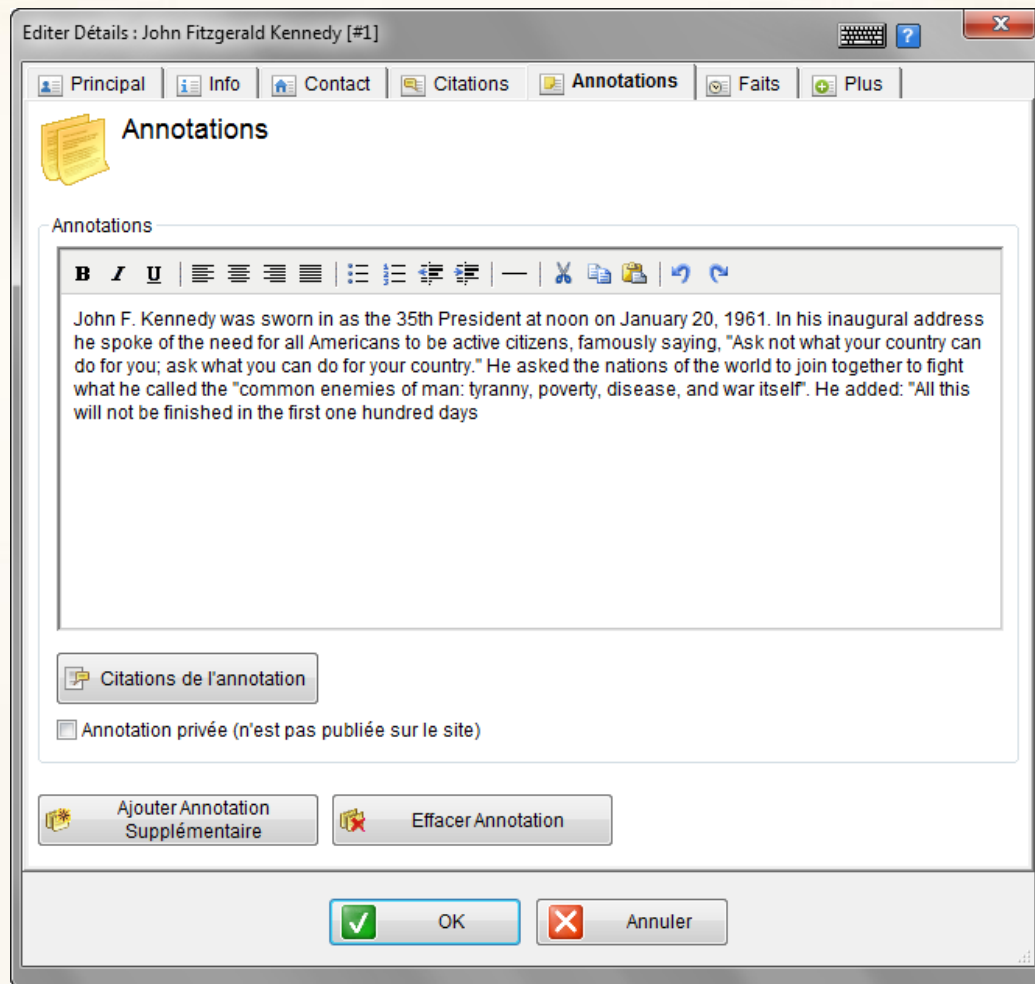 Editer Détails : John Fitzgerald Kennedy [#1]
Principal Info Contact Citations Annotations Faits Plus
Annotations
Annotations
B I U
John F. Kennedy was sworn in as the 35th President at noon on January 20, 1961. In his inaugural address
he spoke of the need for all Americans to be active citizens, famously saying, "Ask not what your country can
do for you; ask what you can do for your country." He asked the nations of the world to join together to fight
what he called the "common enemies of man: tyranny, poverty, disease, and war itself". He added: "All this
will not be finished in the first one hundred days
Citations de l'annotation
Annotation privée (n'est pas publiée sur le site)
Ajouter Annotation
Supplémentaire
Effacer Annotation
OK
Annuler